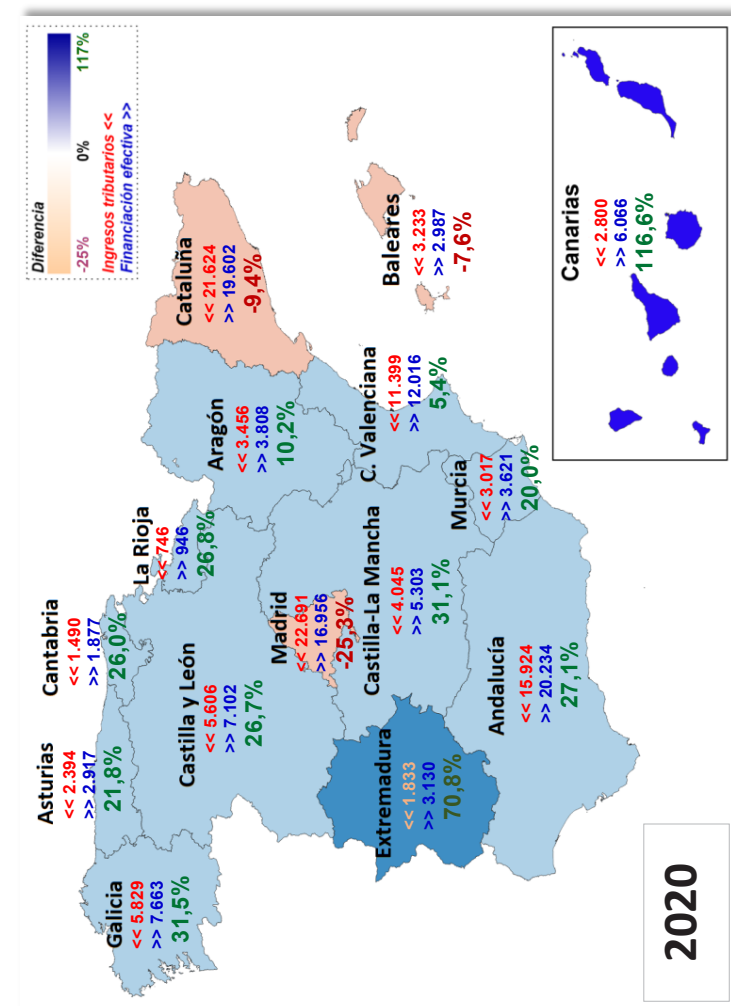 Diferencia
-25%
0%
117%
Ingresos tributarios <<
Financiación efectiva >>
Galicia
<< 5.829
>> 7.663
31,5%
Asturias
<< 2.394
>> 2.917
21,8%
Cantabria
<< 1.490
>> 1.877
26,0%
La Rioja
<< 746
>> 946
26,8%
Aragón
<< 3.456
>> 3.808
10,2%
Cataluña
<< 21.624
>> 19.602
-9,4%
Castilla y León
<< 5.606
>> 7.102
26,7%
Madrid
<< 22.691
>> 16.956
-25,3%
Castilla-La Mancha
<< 4.045
>> 5.303
31,1%
C. Valenciana
<< 11.399
>> 12.016
5,4%
Baleares
<< 3.233
>> 2.987
-7,6%
Extremadura
<< 1.833
>> 3.130
70,8%
Andalucía
<< 15.924
>> 20.234
27,1%
Murcia
<< 3.017
>> 3.621
20,0%
Canarias
<< 2.800
>> 6.066
116,6%
2020